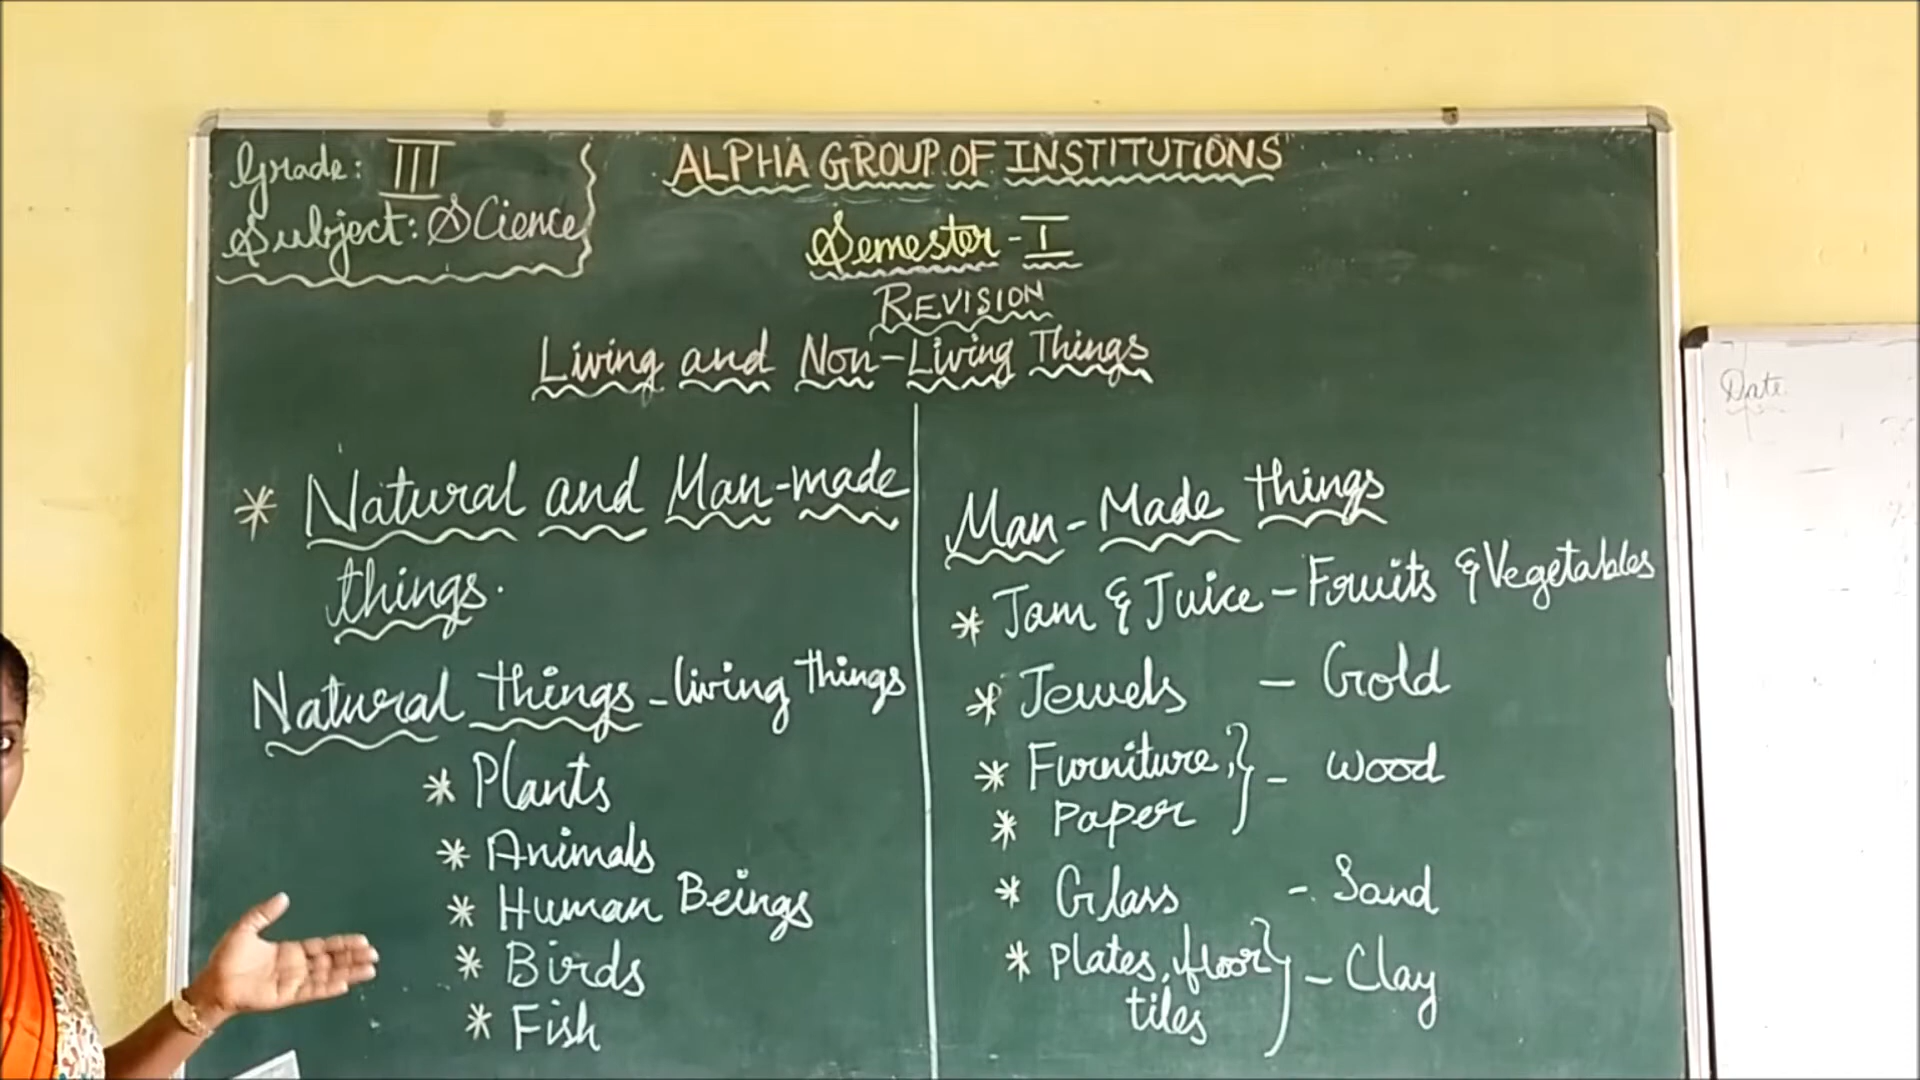 Grade: III
Subject: Science
ALPHA GROUP OF INSTITUTIONS
Semester - I
REVISION
Living and Non-Living Things
* Natural and Man-made
things.
Natural things - living things
* Plants
* Animals
* Human Beings
* Birds
* Fish
Man-Made things
* Jam & Juice - Fruits & Vegetables
* Jewels - Gold
* Furniture, } - Wood
* Paper
* Glass - Sand
* Plates, floor } - Clay
tiles
Date